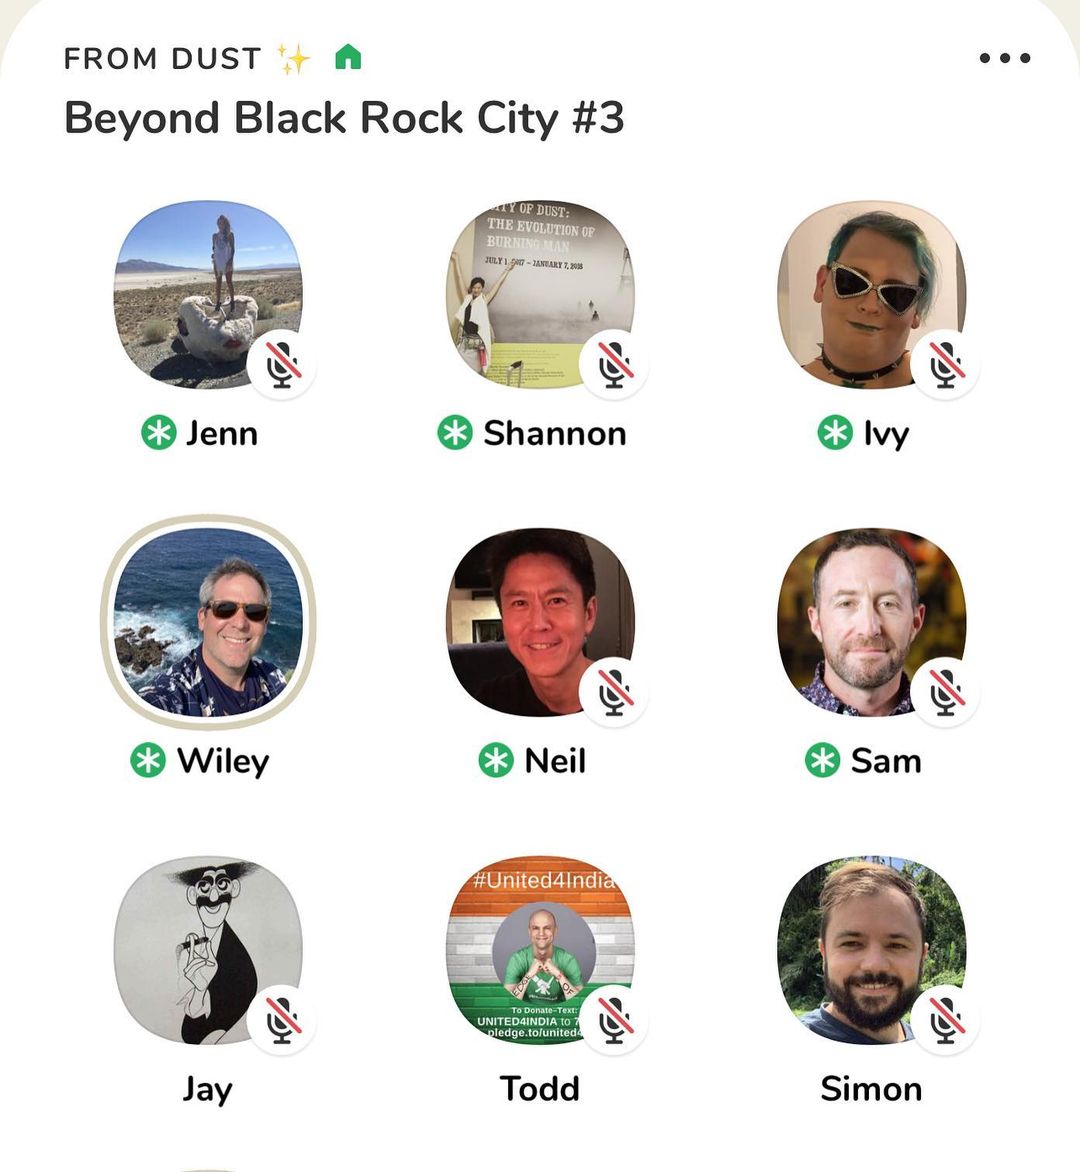 FROM DUST ✨
Beyond Black Rock City #3
ITY OF DUST:
THE EVOLUTION OF
BURNING MAN
JULY 1, 2017 – JANUARY 7, 2018
Jenn
Shannon
Ivy
Wiley
Neil
Sam
#United4India
To Donate–Text:
UNITED4INDIA to 7
pledge.to/united4
Jay
Todd
Simon